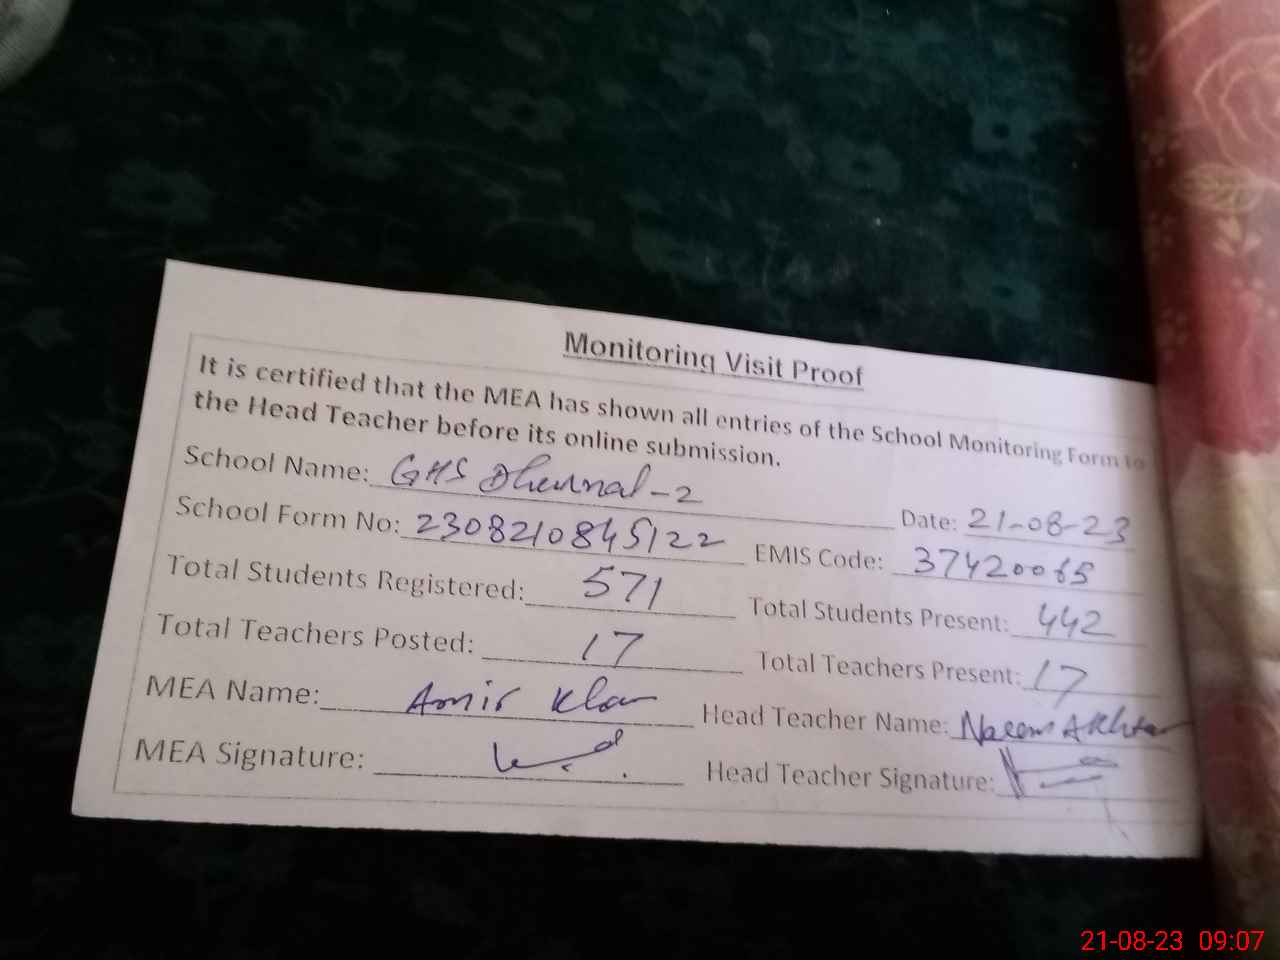 Monitoring Visit Proof
It is certified that the MEA has shown all entries of the School Monitoring Form to
the Head Teacher before its online submission.
School Name: GHS Dhennal-2 Date: 21-08-23
School Form No: 2308210845122 EMIS Code: 37420065
Total Students Registered: 571 Total Students Present: 442
Total Teachers Posted: 17 Total Teachers Present: 17
MEA Name: Amir Khan Head Teacher Name: Naeem Akhtar
MEA Signature: Head Teacher Signature:
21-08-23 09:07